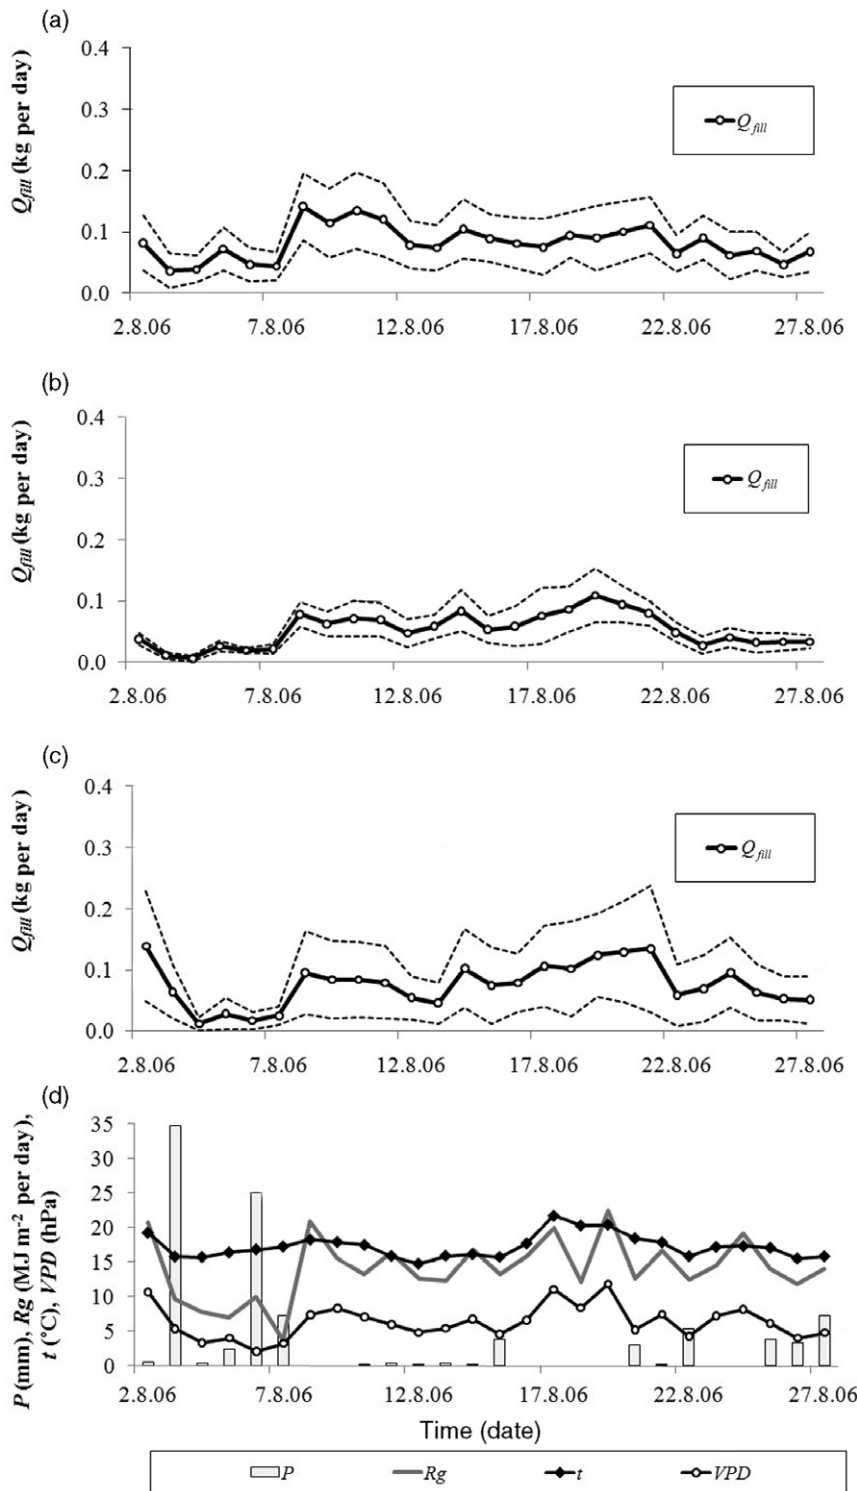 (a)
Q_fill (kg per day)
0.4
0.3
0.2
0.1
0.0
Q_fill
2.8.06 7.8.06 12.8.06 17.8.06 22.8.06 27.8.06
(b)
Q_fill (kg per day)
0.4
0.3
0.2
0.1
0.0
Q_fill
2.8.06 7.8.06 12.8.06 17.8.06 22.8.06 27.8.06
(c)
Q_fill (kg per day)
0.4
0.3
0.2
0.1
0.0
Q_fill
2.8.06 7.8.06 12.8.06 17.8.06 22.8.06 27.8.06
(d)
P (mm), Rg (MJ m⁻² per day),
t (°C), VPD (hPa)
35
30
25
20
15
10
5
0
2.8.06 7.8.06 12.8.06 17.8.06 22.8.06 27.8.06
Time (date)
P Rg t VPD